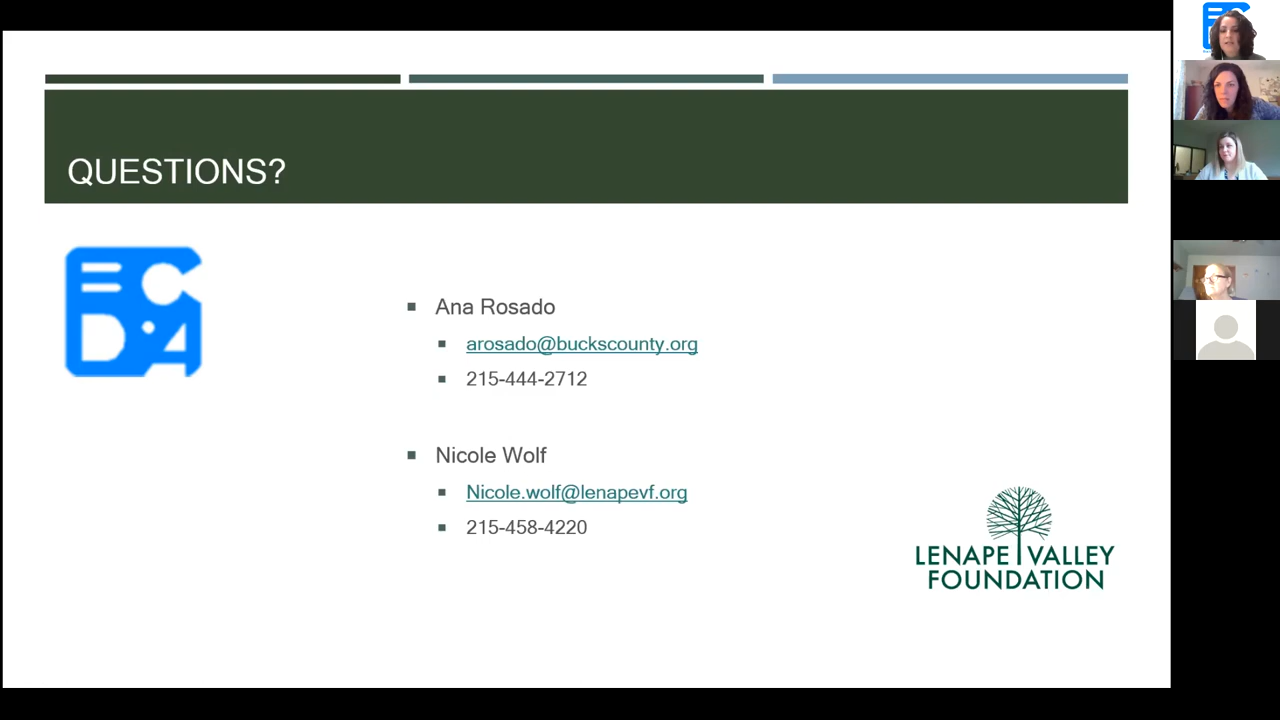 QUESTIONS?
Ana Rosado
arosado@buckscounty.org
215-444-2712
Nicole Wolf
Nicole.wolf@lenapevf.org
215-458-4220
LENAPE VALLEY
FOUNDATION